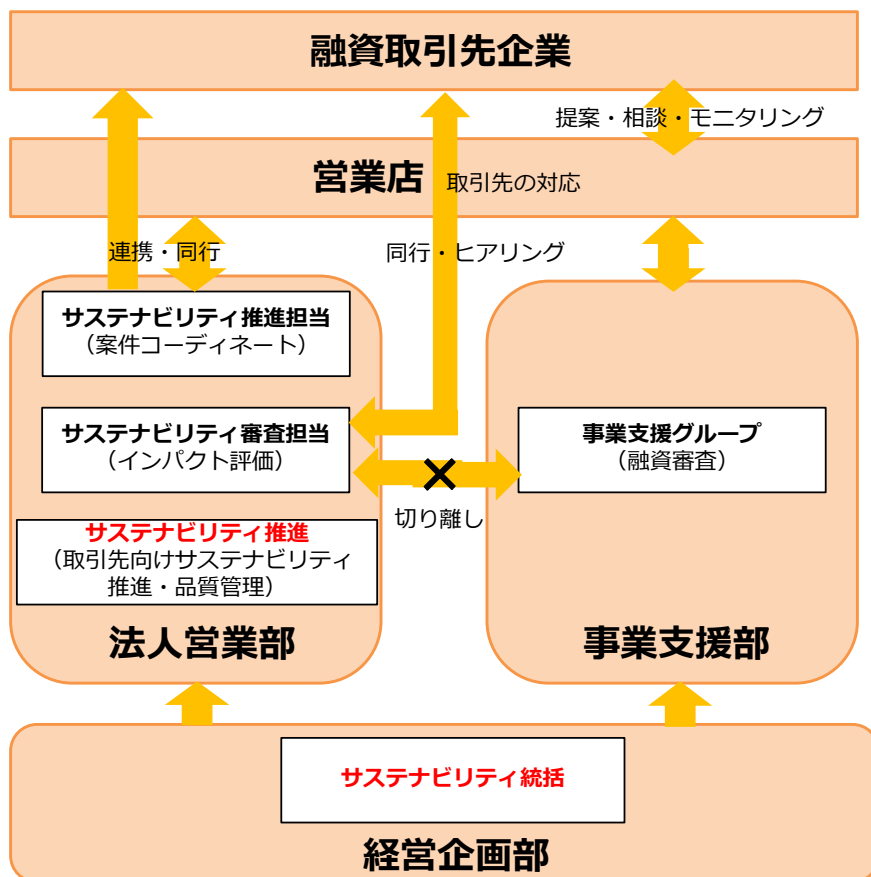 融資取引先企業
提案・相談・モニタリング
営業店
取引先の対応
連携・同行
同行・ヒアリング
サステナビリティ推進担当
（案件コーディネート）
サステナビリティ審査担当
（インパクト評価）
事業支援グループ
（融資審査）
切り離し
サステナビリティ推進
（取引先向けサステナビリティ
推進・品質管理）
法人営業部
事業支援部
サステナビリティ統括
経営企画部